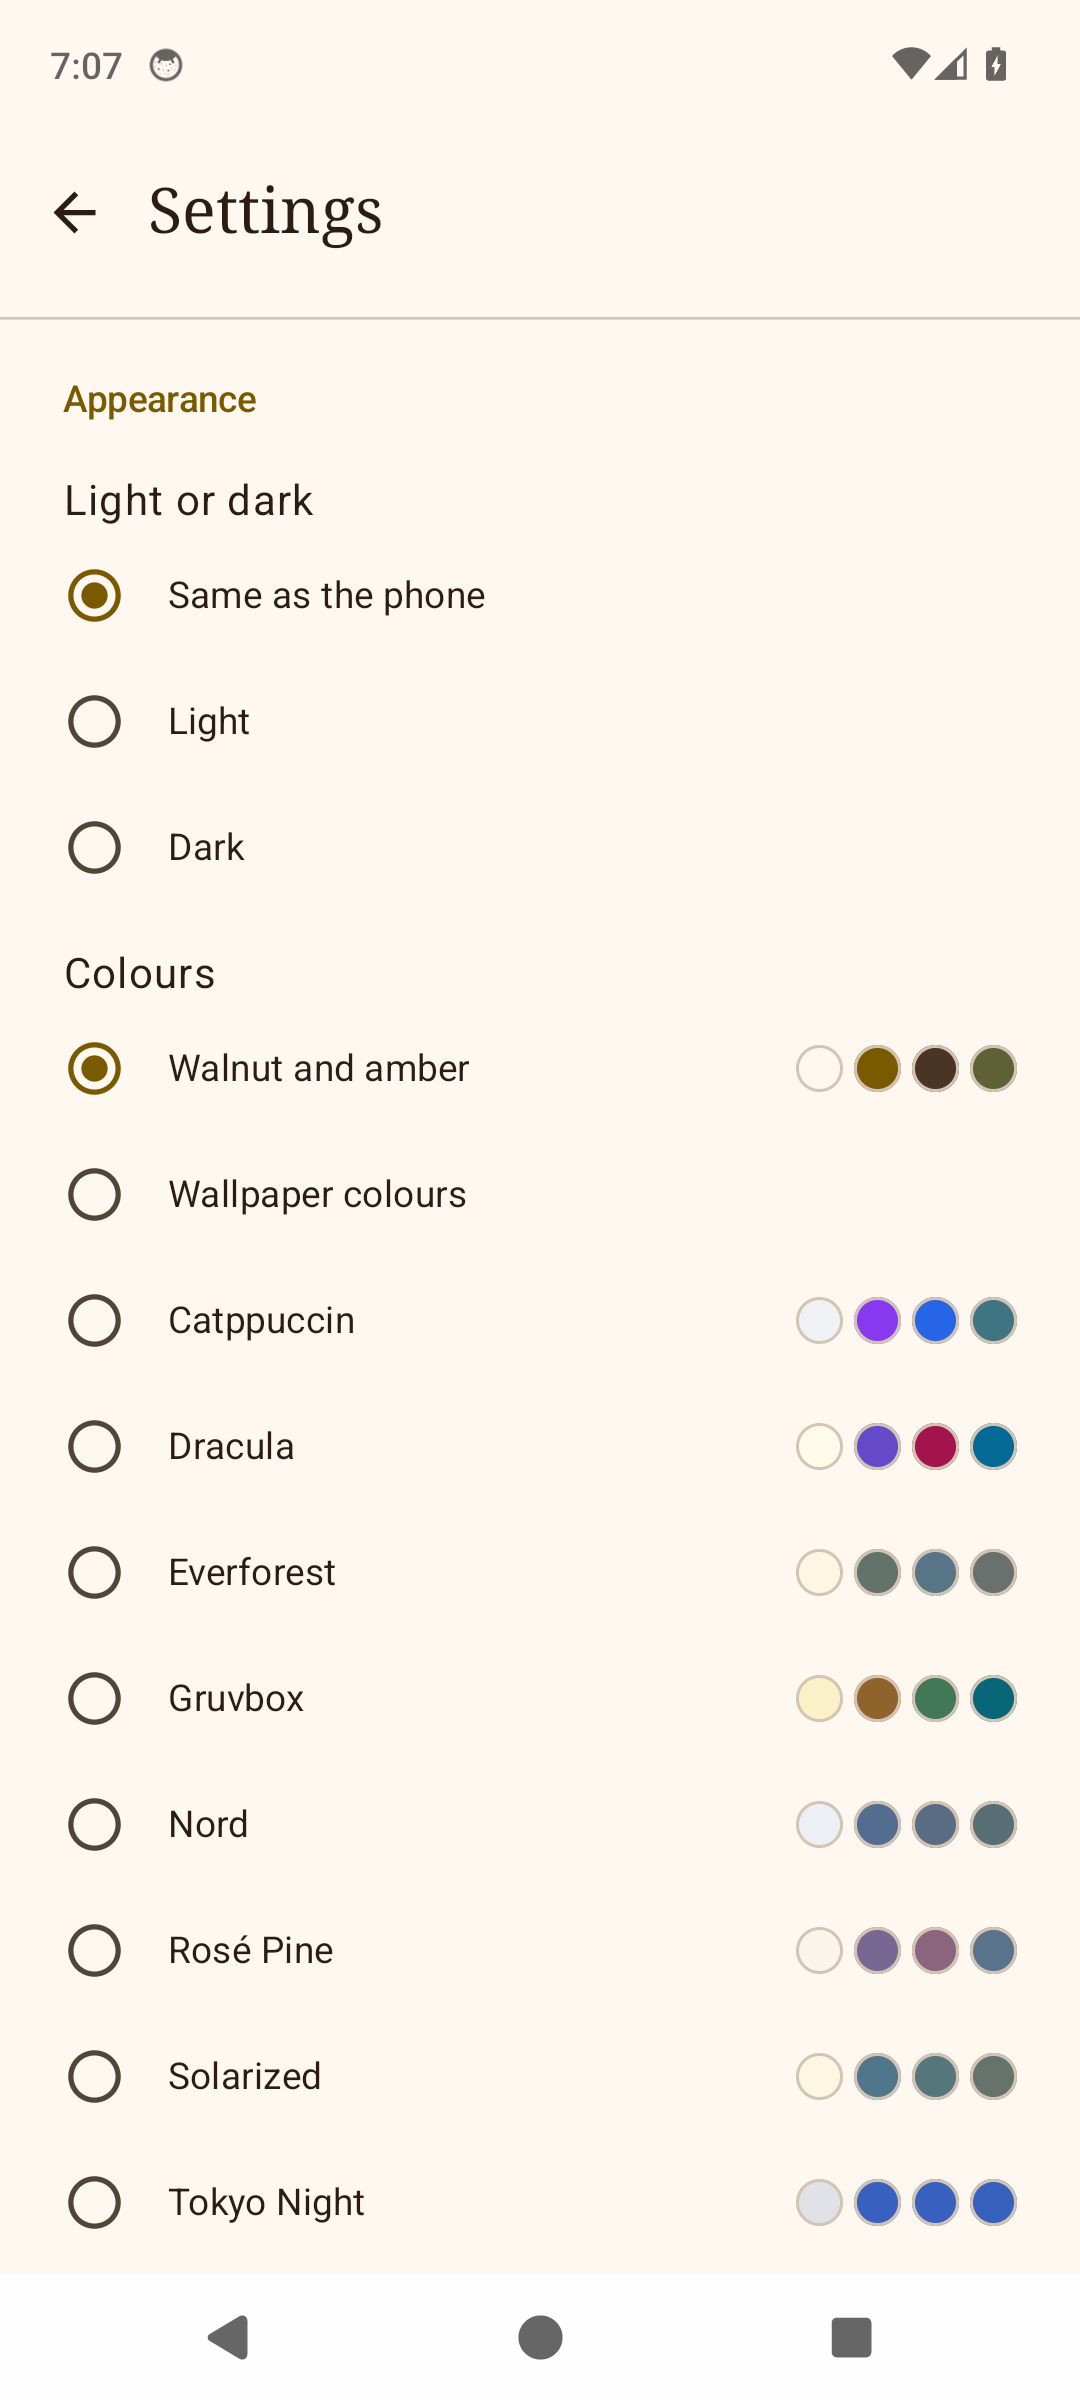 7:07
Settings
Appearance
Light or dark
Same as the phone
Light
Dark
Colours
Walnut and amber
Wallpaper colours
Catppuccin
Dracula
Everforest
Gruvbox
Nord
Rosé Pine
Solarized
Tokyo Night